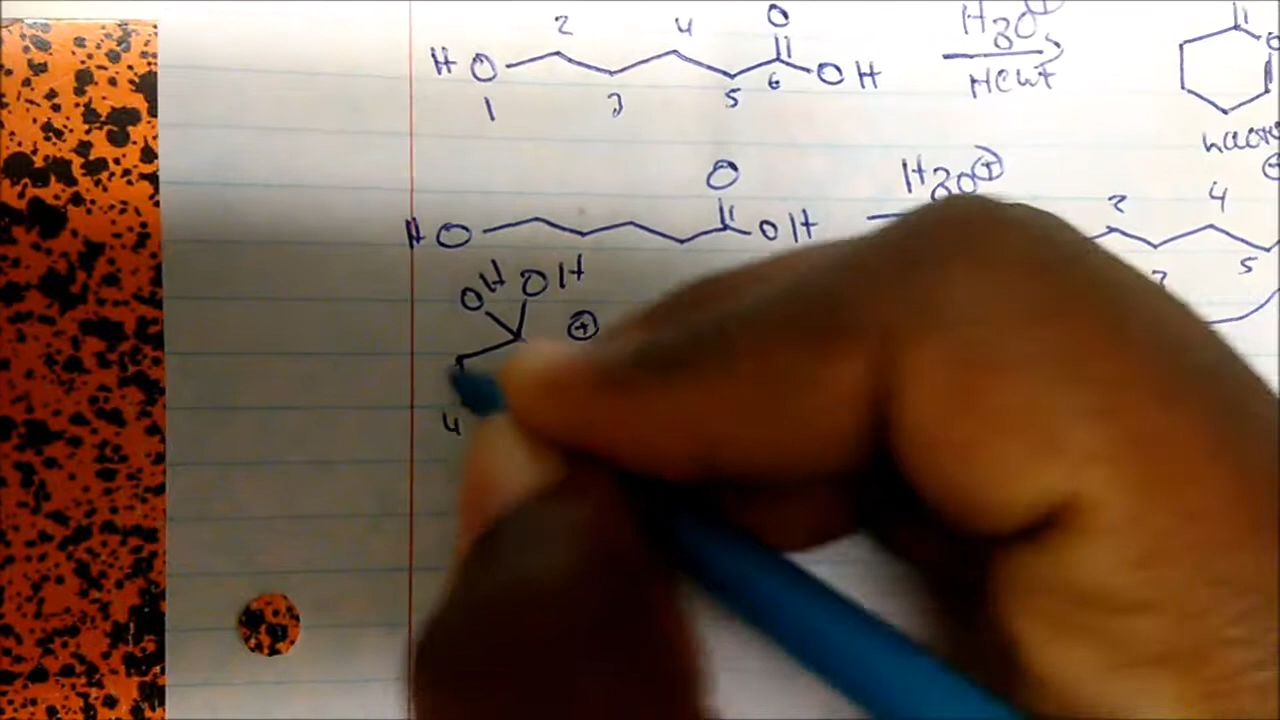 2 4 O H3O⊕
HO OH HEAT O
1 3 5 6
O H3O⊕ ⊕
HO OH 2 4
OH OH 5
⊕
4